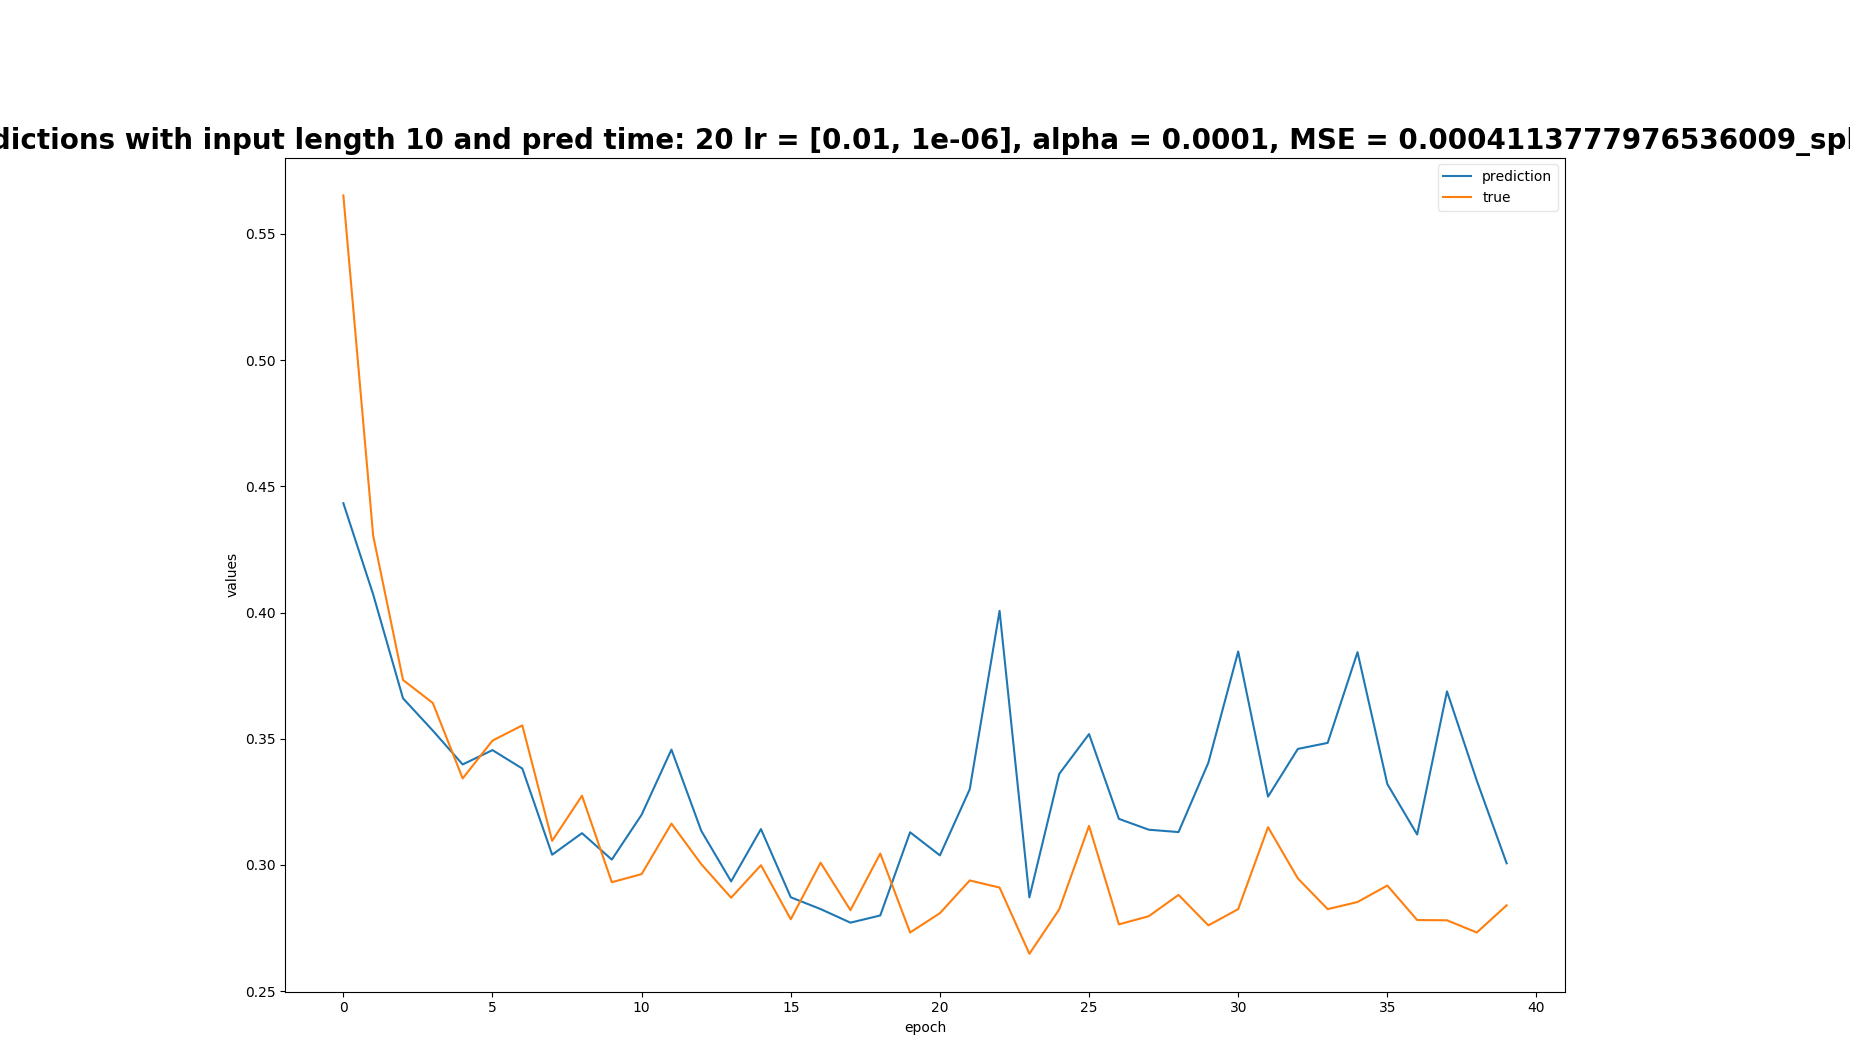 dictions with input length 10 and pred time: 20 lr = [0.01, 1e-06], alpha = 0.0001, MSE = 0.0004113777976536009_spl
prediction
true
0.55
0.50
0.45
0.40
0.35
0.30
0.25
values
0 5 10 15 20 25 30 35 40
epoch